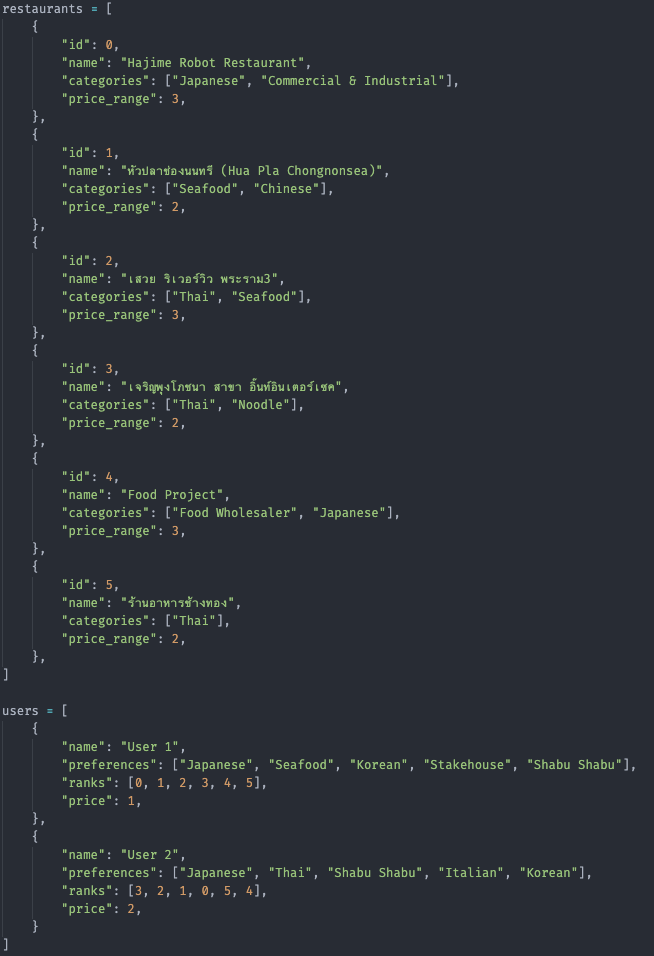 restaurants = [
    {
        "id": 0,
        "name": "Hajime Robot Restaurant",
        "categories": ["Japanese", "Commercial & Industrial"],
        "price_range": 3,
    },
    {
        "id": 1,
        "name": "หัวปลาช่องนนทรี (Hua Pla Chongnonsea)",
        "categories": ["Seafood", "Chinese"],
        "price_range": 2,
    },
    {
        "id": 2,
        "name": "เสวย ริเวอร์วิว พระราม3",
        "categories": ["Thai", "Seafood"],
        "price_range": 3,
    },
    {
        "id": 3,
        "name": "เจริญพุงโภชนา สาขา อิ๊นท์อินเตอร์เซค",
        "categories": ["Thai", "Noodle"],
        "price_range": 2,
    },
    {
        "id": 4,
        "name": "Food Project",
        "categories": ["Food Wholesaler", "Japanese"],
        "price_range": 3,
    },
    {
        "id": 5,
        "name": "ร้านอาหารช้างทอง",
        "categories": ["Thai"],
        "price_range": 2,
    },
]

users = [
    {
        "name": "User 1",
        "preferences": ["Japanese", "Seafood", "Korean", "Stakehouse", "Shabu Shabu"],
        "ranks": [0, 1, 2, 3, 4, 5],
        "price": 1,
    },
    {
        "name": "User 2",
        "preferences": ["Japanese", "Thai", "Shabu Shabu", "Italian", "Korean"],
        "ranks": [3, 2, 1, 0, 5, 4],
        "price": 2,
    }
]